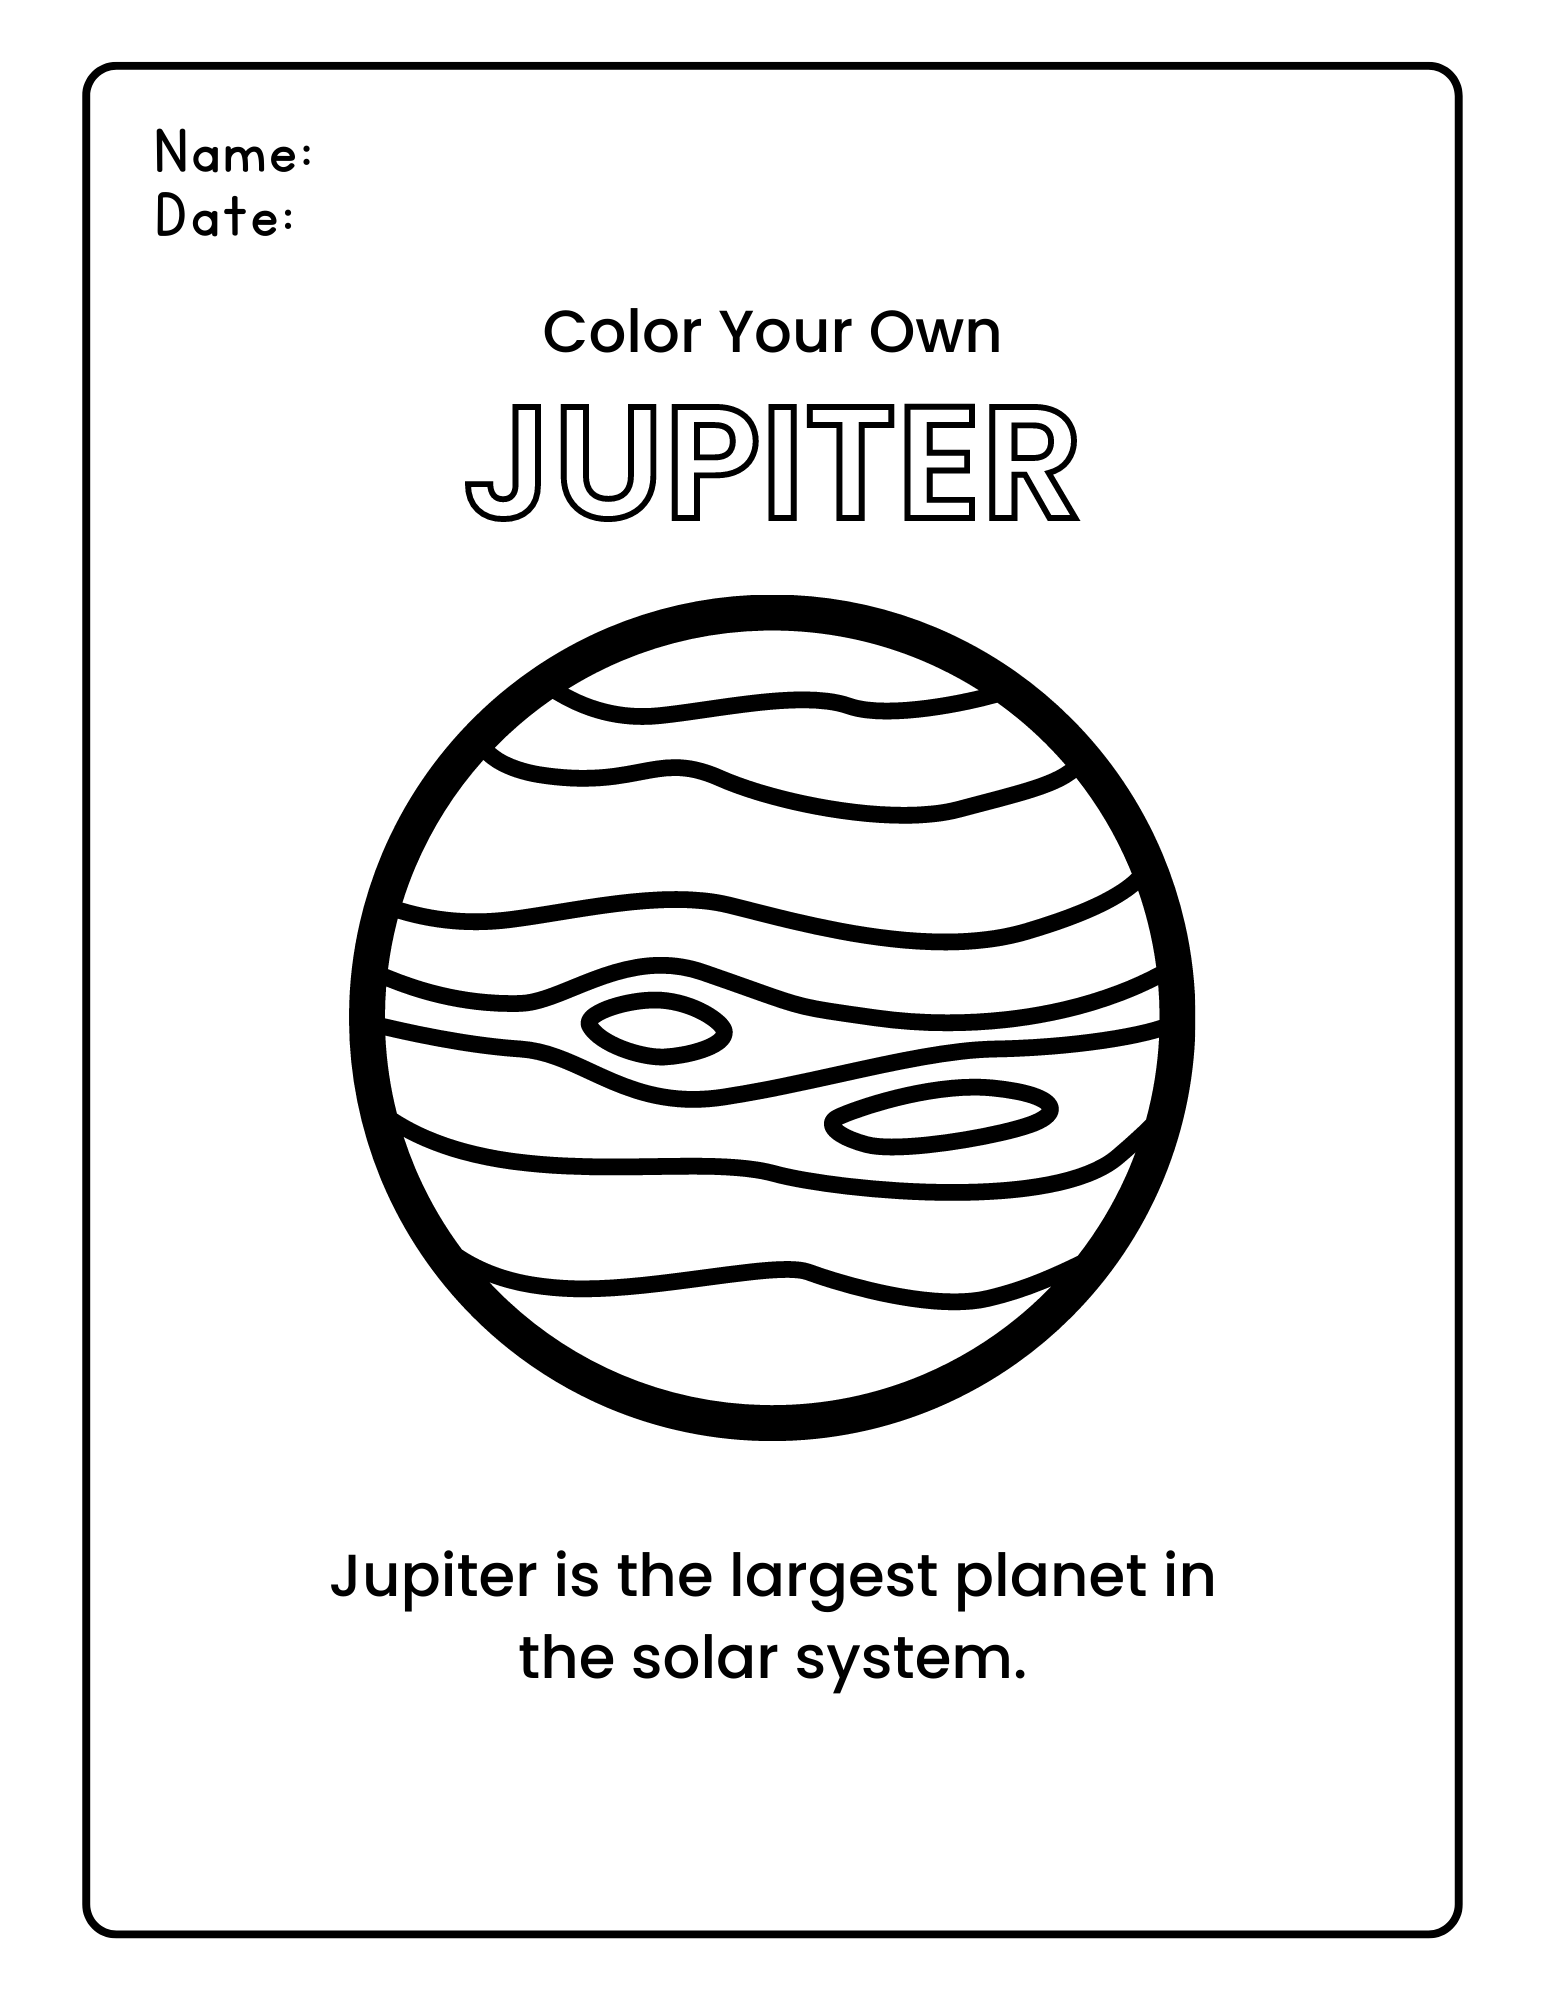 Name:
Date:
Color Your Own
JUPITER
Jupiter is the largest planet in
the solar system.